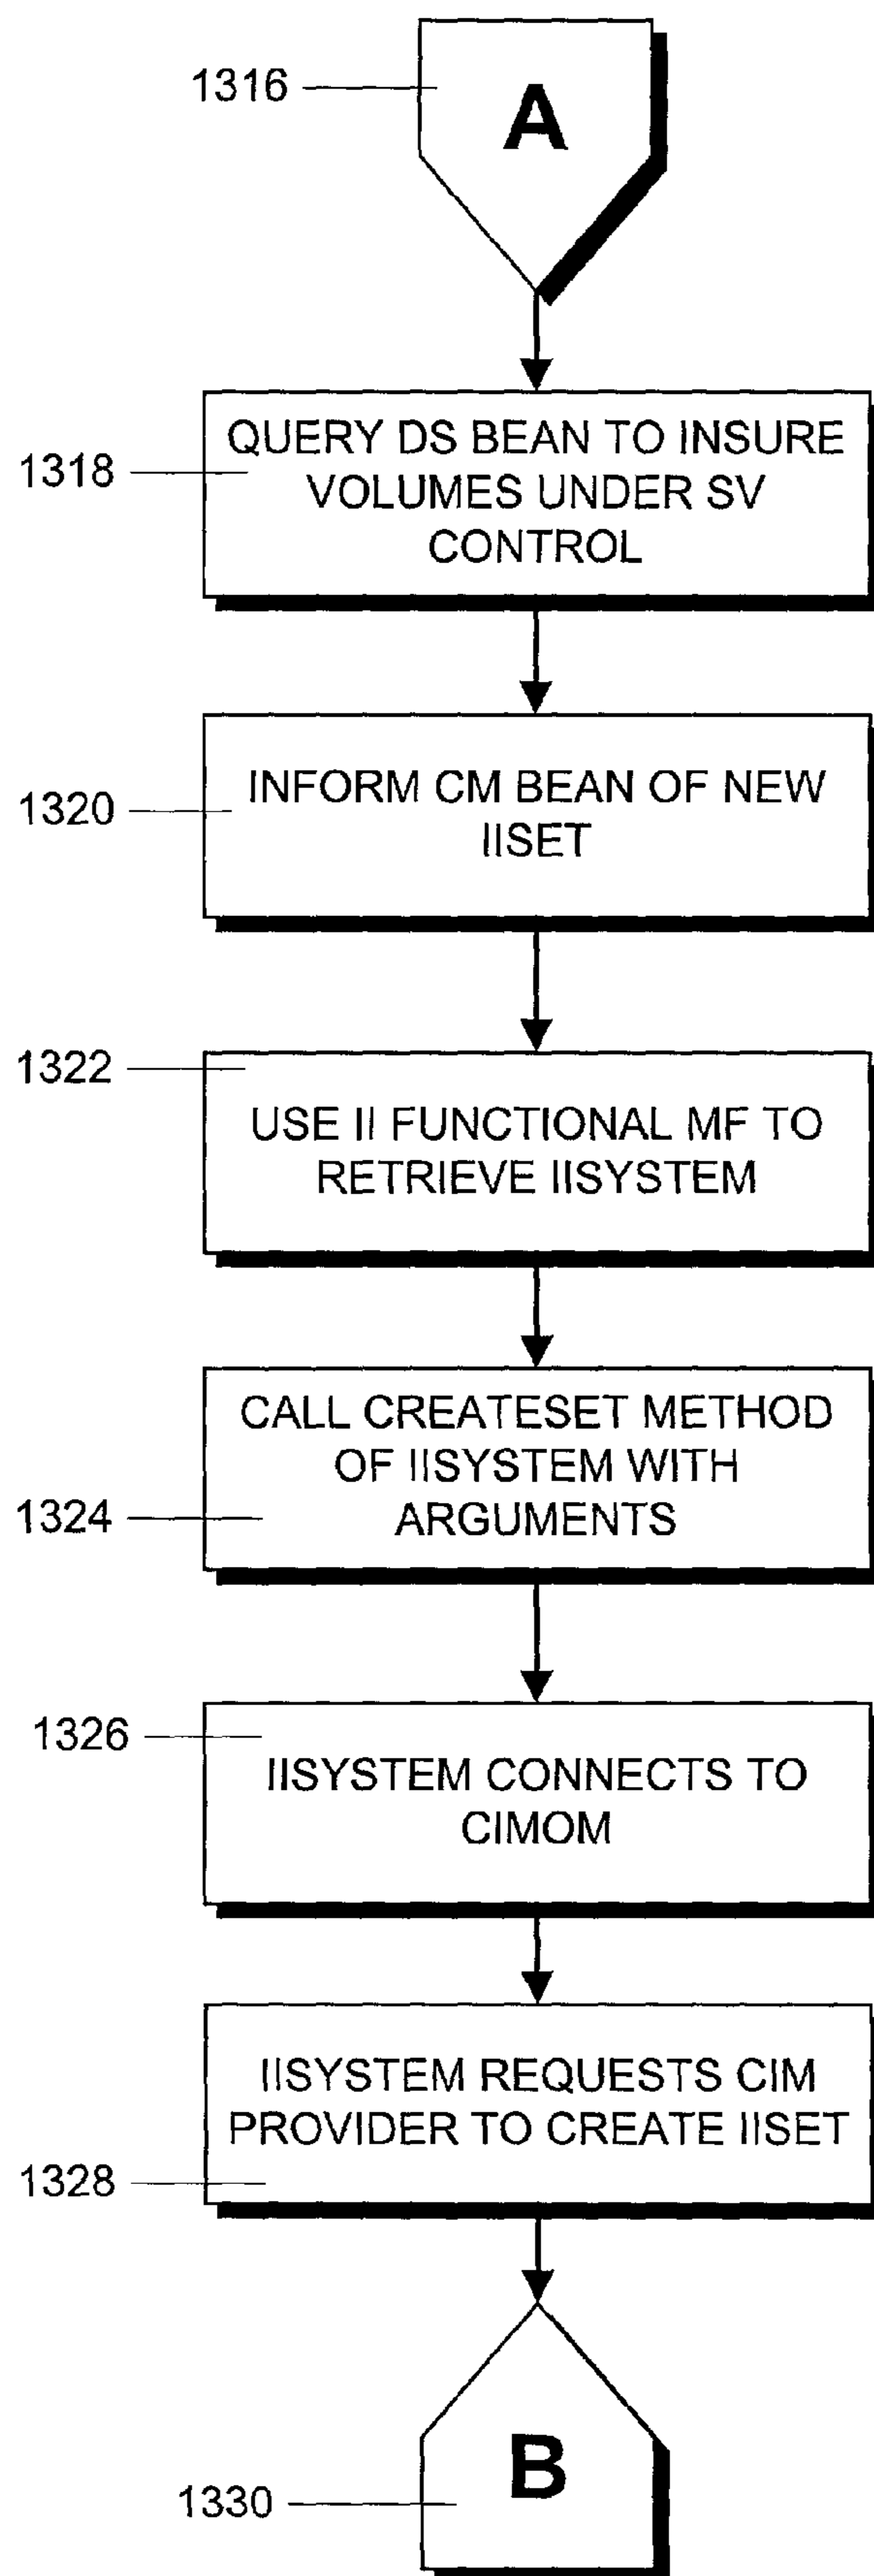 1316
A
1318
QUERY DS BEAN TO INSURE
VOLUMES UNDER SV
CONTROL
1320
INFORM CM BEAN OF NEW
IISET
1322
USE II FUNCTIONAL MF TO
RETRIEVE IISYSTEM
1324
CALL CREATESET METHOD
OF IISYSTEM WITH
ARGUMENTS
1326
IISYSTEM CONNECTS TO
CIMOM
1328
IISYSTEM REQUESTS CIM
PROVIDER TO CREATE IISET
1330
B